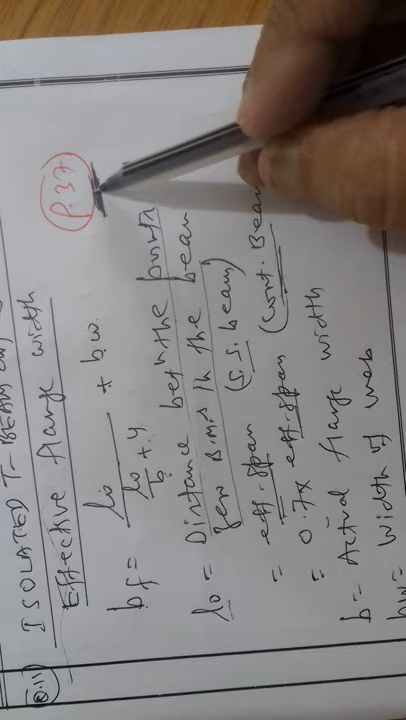 Q.11 ISOLATED T-BEAM
Effective flange width P.37
bf = lo / (lo/b + 4) + bw.
lo = Distance betn the points
zero B.M.s in the beam
= eff. span (S.S. beam)
= 0.7x eff. span (Cont. Beam
b = Actual flange width
bw = Width of Web